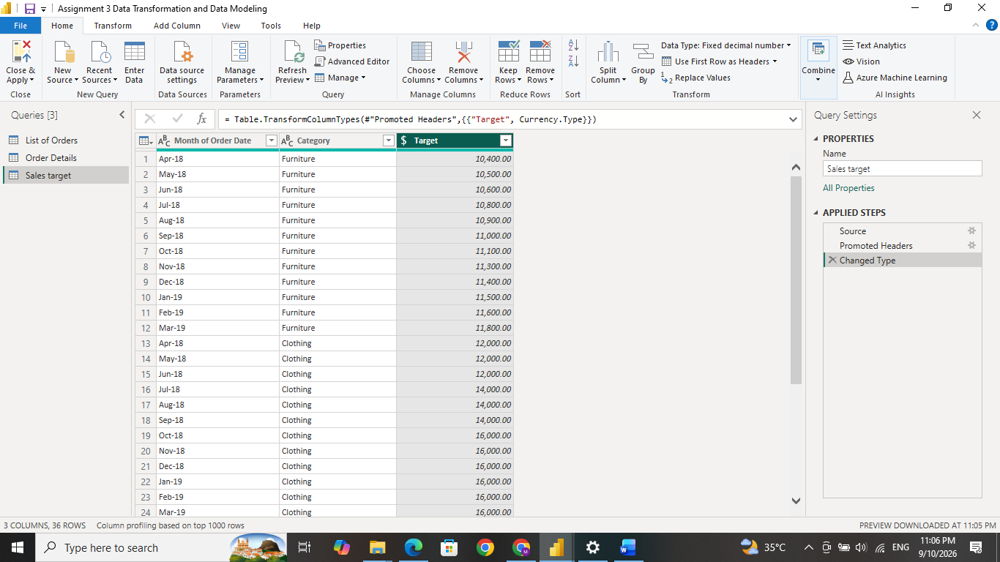 Assignment 3 Data Transformation and Data Modeling
File Home Transform Add Column View Tools Help
Close & Apply
Close
New Source
Recent Sources
Enter Data
New Query
Data source settings
Data Sources
Manage Parameters
Parameters
Refresh Preview
Properties
Advanced Editor
Manage
Query
Choose Columns
Remove Columns
Manage Columns
Keep Rows
Remove Rows
Reduce Rows
Sort
Split Column
Group By
Data Type: Fixed decimal number
Use First Row as Headers
Replace Values
Transform
Combine
Text Analytics
Vision
Azure Machine Learning
AI Insights
Queries [3]
List of Orders
Order Details
Sales target
= Table.TransformColumnTypes(#"Promoted Headers",{{"Target", Currency.Type}})
Month of Order Date Category $ Target
1 Apr-18 Furniture 10,400.00
2 May-18 Furniture 10,500.00
3 Jun-18 Furniture 10,600.00
4 Jul-18 Furniture 10,800.00
5 Aug-18 Furniture 10,900.00
6 Sep-18 Furniture 11,000.00
7 Oct-18 Furniture 11,100.00
8 Nov-18 Furniture 11,300.00
9 Dec-18 Furniture 11,400.00
10 Jan-19 Furniture 11,500.00
11 Feb-19 Furniture 11,600.00
12 Mar-19 Furniture 11,800.00
13 Apr-18 Clothing 12,000.00
14 May-18 Clothing 12,000.00
15 Jun-18 Clothing 12,000.00
16 Jul-18 Clothing 14,000.00
17 Aug-18 Clothing 14,000.00
18 Sep-18 Clothing 14,000.00
19 Oct-18 Clothing 16,000.00
20 Nov-18 Clothing 16,000.00
21 Dec-18 Clothing 16,000.00
22 Jan-19 Clothing 16,000.00
23 Feb-19 Clothing 16,000.00
24 Mar-19 Clothing 16,000.00
Query Settings
PROPERTIES
Name
Sales target
All Properties
APPLIED STEPS
Source
Promoted Headers
Changed Type
3 COLUMNS, 36 ROWS Column profiling based on top 1000 rows
PREVIEW DOWNLOADED AT 11:05 PM
Type here to search
35°C
ENG
11:06 PM
9/10/2026